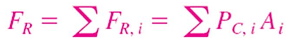 F_R = ∑ F_{R, i} = ∑ P_{C, i} A_i